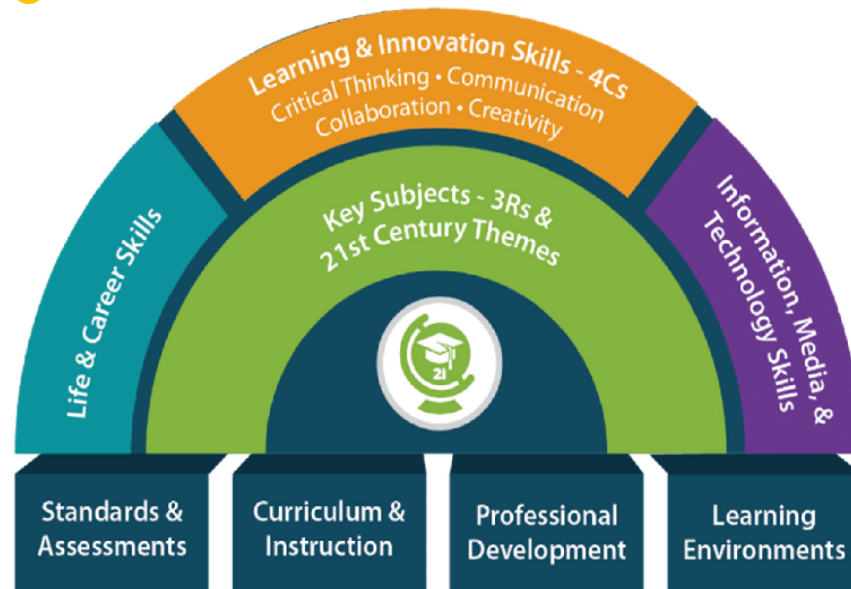 Learning & Innovation Skills - 4Cs
Critical Thinking • Communication
Collaboration • Creativity
Life & Career Skills
Key Subjects - 3Rs &
21st Century Themes
Information, Media, &
Technology Skills
21
Standards &
Assessments
Curriculum &
Instruction
Professional
Development
Learning
Environments